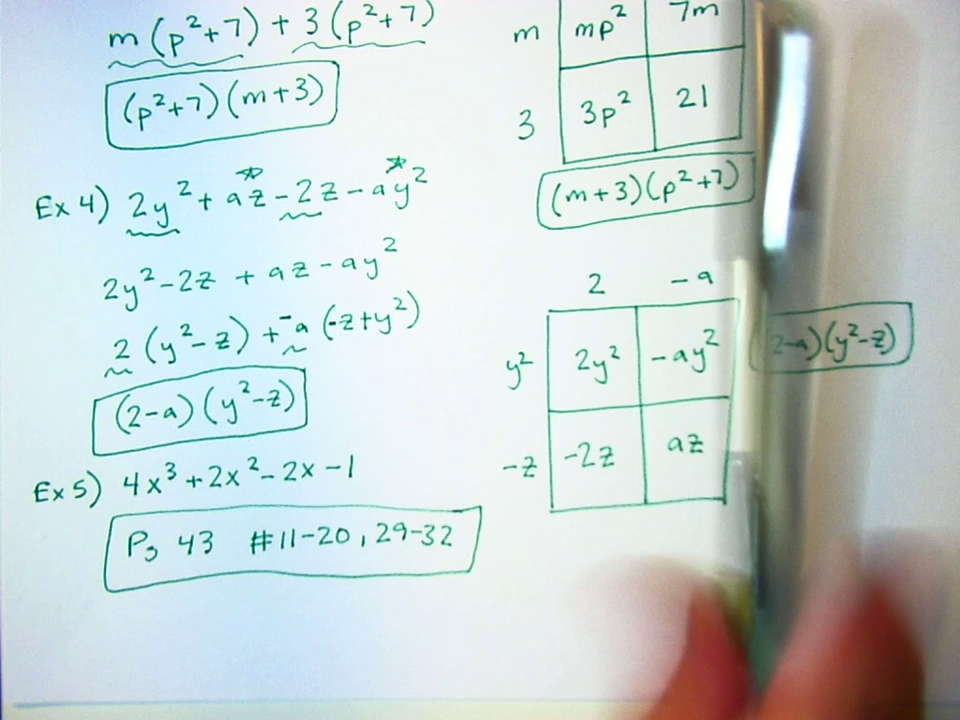 m(p²+7) + 3(p²+7)
(p²+7)(m+3)
m mp² 7m
3 3p² 21
(m+3)(p²+7)
Ex 4) 2y² + az - 2z - ay²
2y² - 2z + az - ay²
2(y² - z) + -a(-z + y²)
(2-a)(y²-z)
2 -a
y² 2y² -ay²
-z -2z az
(2-a)(y²-z)
Ex 5) 4x³ + 2x² - 2x - 1
Pg 43 #11-20, 29-32